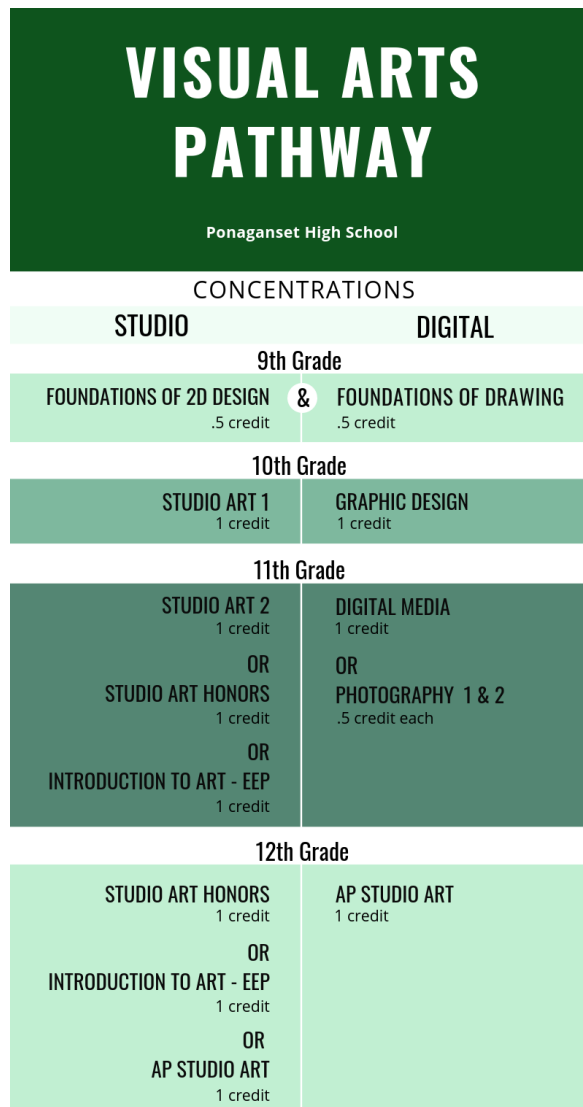 VISUAL ARTS
PATHWAY
Ponaganset High School
CONCENTRATIONS
STUDIO
DIGITAL
9th Grade
FOUNDATIONS OF 2D DESIGN
.5 credit
&
FOUNDATIONS OF DRAWING
.5 credit
10th Grade
STUDIO ART 1
1 credit
GRAPHIC DESIGN
1 credit
11th Grade
STUDIO ART 2
1 credit
OR
STUDIO ART HONORS
1 credit
OR
INTRODUCTION TO ART - EEP
1 credit
DIGITAL MEDIA
1 credit
OR
PHOTOGRAPHY 1 & 2
.5 credit each
12th Grade
STUDIO ART HONORS
1 credit
OR
INTRODUCTION TO ART - EEP
1 credit
OR
AP STUDIO ART
1 credit
AP STUDIO ART
1 credit